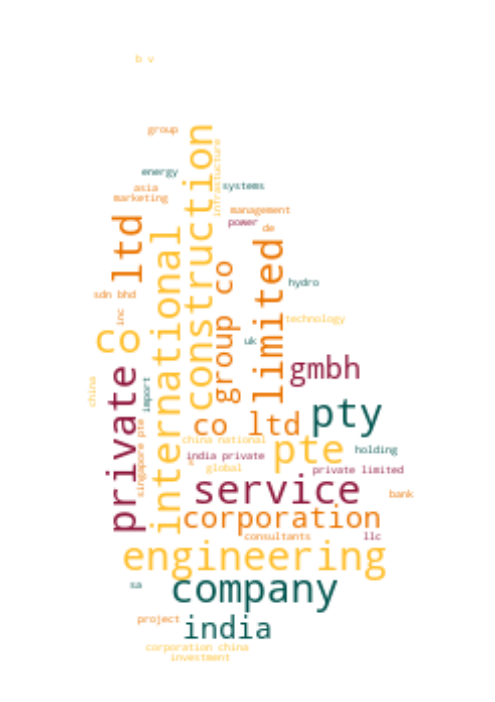 b v
group
construction
infrastructure
energy
systems
asia
marketing
management
power
de
ltd
international
limited
group co
hydro
sdn bhd
inc
technology
co
uk
gmbh
private
import
china
pty
co ltd
singapore pte
china national
pte
holding
india private
global
private limited
service
bank
corporation
consultants
llc
engineering
sa
company
project
india
corporation china
investment